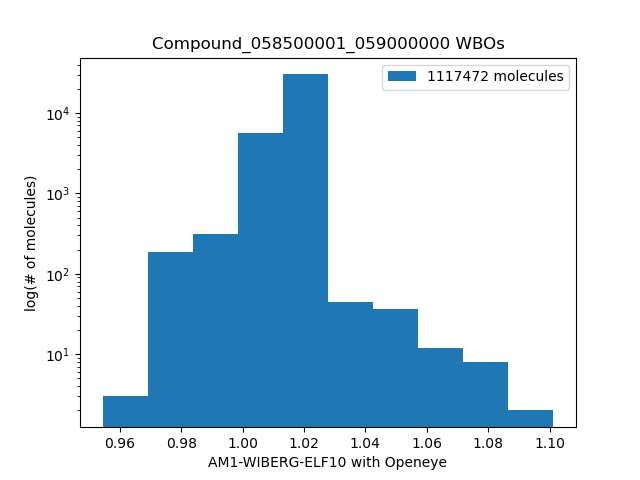 Compound_058500001_059000000 WBOs
1117472 molecules
log(# of molecules)
10^4
10^3
10^2
10^1
0.96 0.98 1.00 1.02 1.04 1.06 1.08 1.10
AM1-WIBERG-ELF10 with Openeye